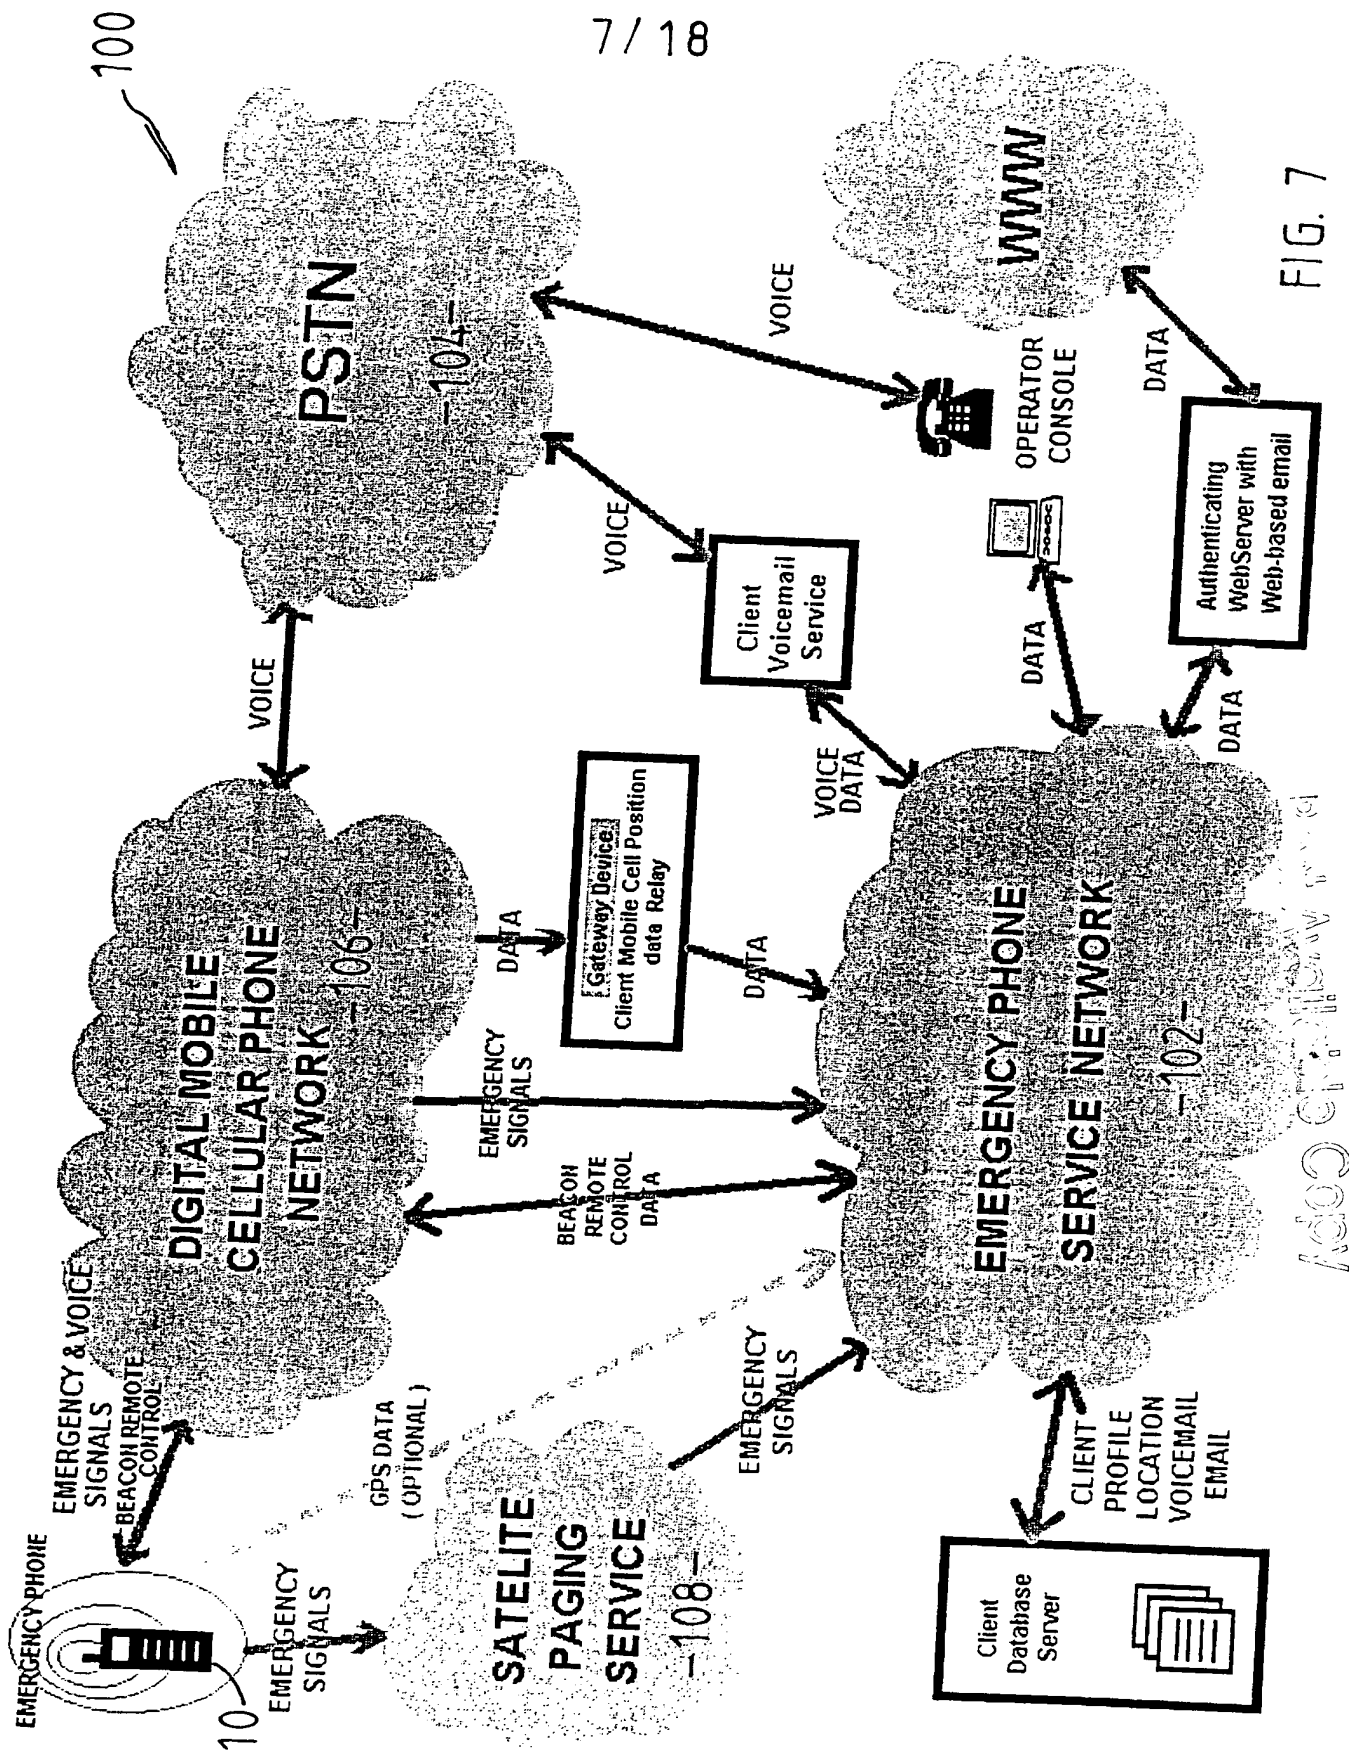 7/18
100
EMERGENCY PHONE
10
EMERGENCY & VOICE
SIGNALS
BEACON REMOTE
CONTROL
DIGITAL MOBILE
CELLULAR PHONE
NETWORK
-106-
VOICE
PSTN
-104-
EMERGENCY
SIGNALS
GPS DATA
(OPTIONAL)
BEACON
REMOTE
CONTROL
DATA
EMERGENCY
SIGNALS
DATA
Gateway Device
Client Mobile Cell Position
data Relay
DATA
VOICE
VOICE
SATELITE
PAGING
SERVICE
-108-
EMERGENCY
SIGNALS
Client
Voicemail
Service
VOICE
DATA
OPERATOR
CONSOLE
DATA
WWW
DATA
EMERGENCY PHONE
SERVICE NETWORK
-102-
Client
Database
Server
CLIENT
PROFILE
LOCATION
VOICEMAIL
EMAIL
DATA
Authenticating
WebServer with
Web-based email
FIG. 7
COPY